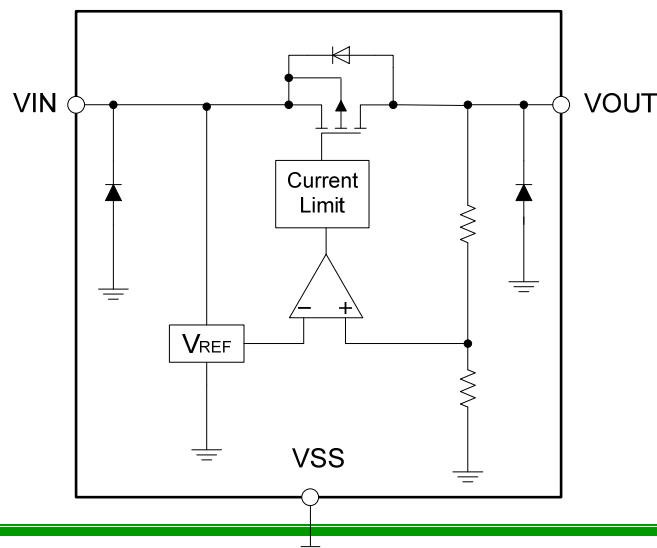 VIN
VOUT
Current
Limit
−
+
VREF
VSS